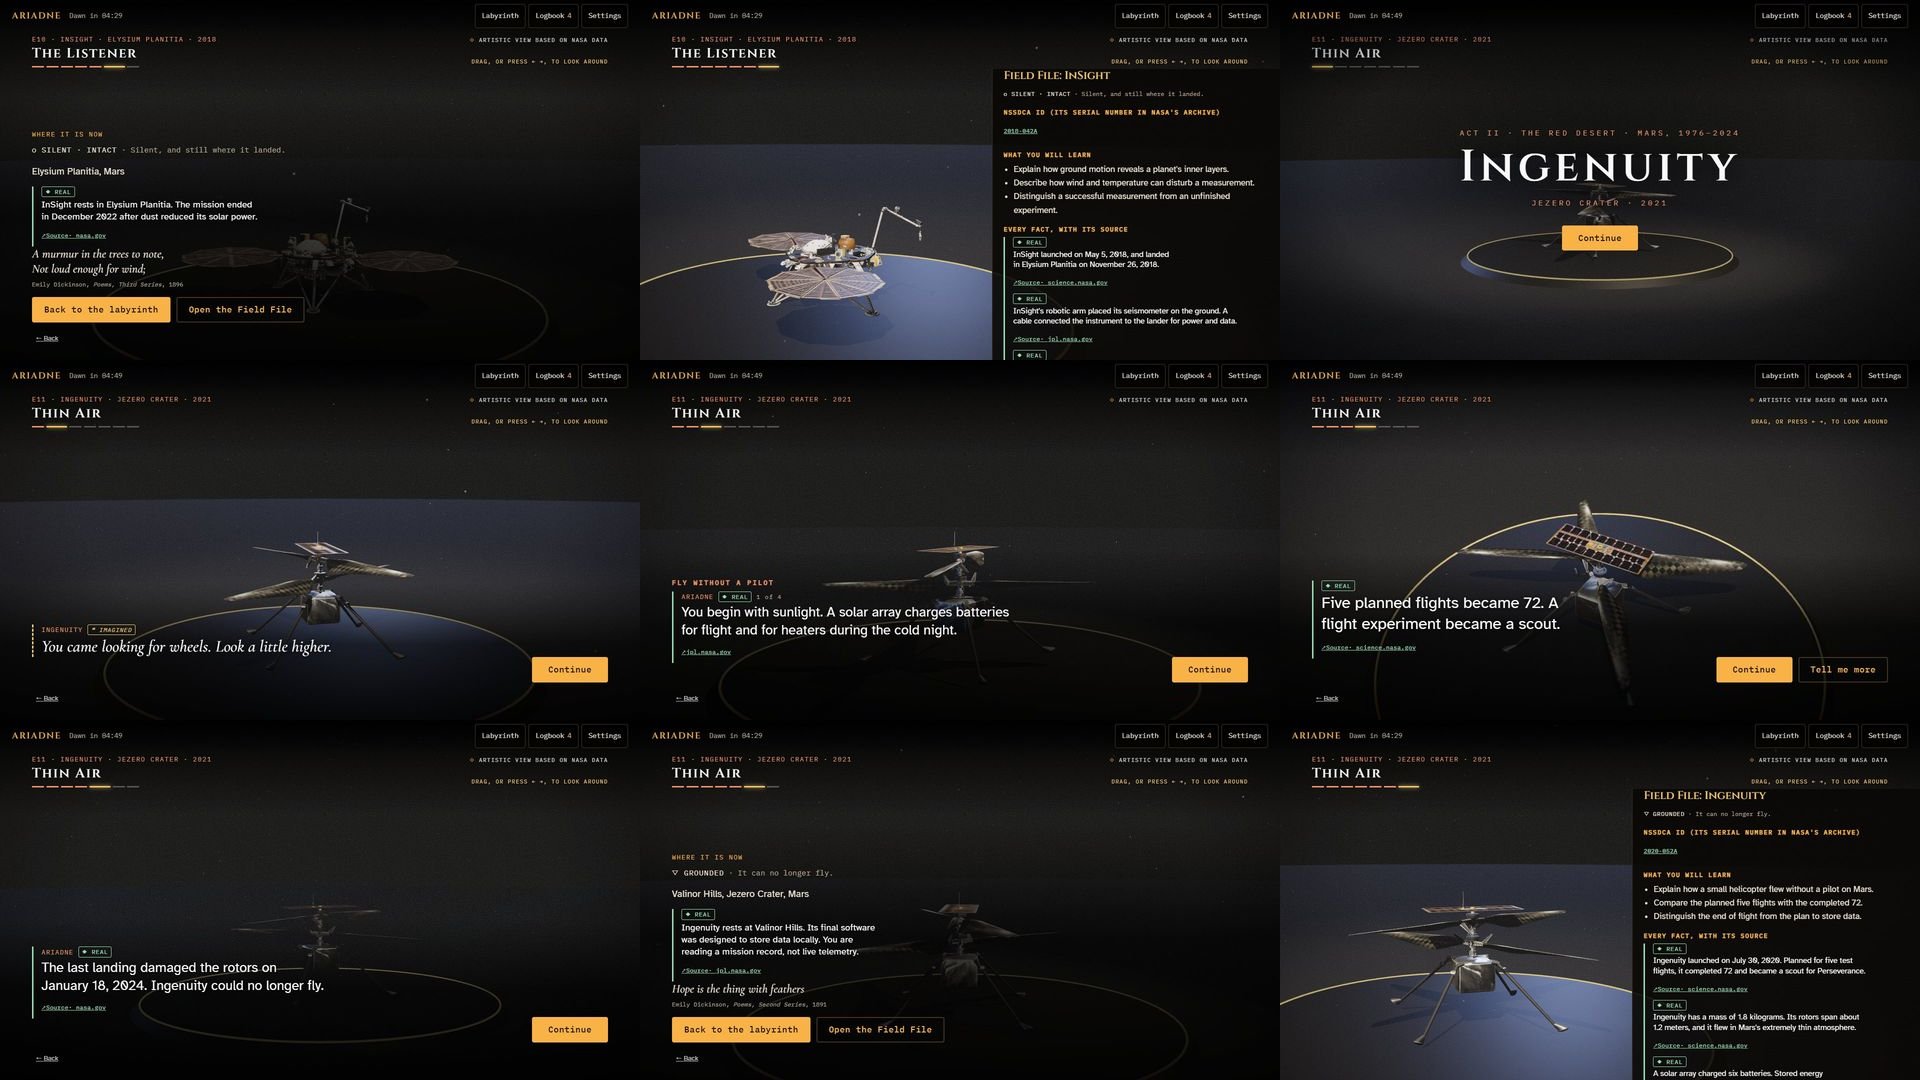 ARIADNE Dawn in 04:29
Labyrinth Logbook 4 Settings
E10 · INSIGHT · ELYSIUM PLANITIA · 2018
THE LISTENER
ARTISTIC VIEW BASED ON NASA DATA
DRAG, OR PRESS ← →, TO LOOK AROUND
WHERE IT IS NOW
SILENT · INTACT · Silent, and still where it landed.
Elysium Planitia, Mars
REAL
InSight rests in Elysium Planitia. The mission ended
in December 2022 after dust reduced its solar power.
↗Source· nasa.gov
A murmur in the trees to note,
Not loud enough for wind;
Emily Dickinson, Poems, Third Series, 1896
Back to the labyrinth Open the Field File
← Back
ARIADNE Dawn in 04:29
Labyrinth Logbook 4 Settings
E10 · INSIGHT · ELYSIUM PLANITIA · 2018
THE LISTENER
ARTISTIC VIEW BASED ON NASA DATA
DRAG, OR PRESS ← →, TO LOOK AROUND
FIELD FILE: INSIGHT
SILENT · INTACT · Silent, and still where it landed.
NSSDCA ID (ITS SERIAL NUMBER IN NASA'S ARCHIVE)
2018-042A
WHAT YOU WILL LEARN
• Explain how ground motion reveals a planet's inner layers.
• Describe how wind and temperature can disturb a measurement.
• Distinguish a successful measurement from an unfinished
experiment.
EVERY FACT, WITH ITS SOURCE
REAL
InSight launched on May 5, 2018, and landed
in Elysium Planitia on November 26, 2018.
↗Source· science.nasa.gov
REAL
InSight's robotic arm placed its seismometer on the ground. A
cable connected the instrument to the lander for power and data.
↗Source· jpl.nasa.gov
REAL
ARIADNE Dawn in 04:49
Labyrinth Logbook 4 Settings
E11 · INGENUITY · JEZERO CRATER · 2021
THIN AIR
ARTISTIC VIEW BASED ON NASA DATA
DRAG, OR PRESS ← →, TO LOOK AROUND
ACT II · THE RED DESERT · MARS, 1976–2024
INGENUITY
JEZERO CRATER · 2021
Continue
ARIADNE Dawn in 04:49
Labyrinth Logbook 4 Settings
E11 · INGENUITY · JEZERO CRATER · 2021
THIN AIR
ARTISTIC VIEW BASED ON NASA DATA
DRAG, OR PRESS ← →, TO LOOK AROUND
INGENUITY IMAGINED
You came looking for wheels. Look a little higher.
Continue
← Back
ARIADNE Dawn in 04:49
Labyrinth Logbook 4 Settings
E11 · INGENUITY · JEZERO CRATER · 2021
THIN AIR
ARTISTIC VIEW BASED ON NASA DATA
DRAG, OR PRESS ← →, TO LOOK AROUND
FLY WITHOUT A PILOT
ARIADNE REAL 1 of 4
You begin with sunlight. A solar array charges batteries
for flight and for heaters during the cold night.
↗jpl.nasa.gov
Continue
← Back
ARIADNE Dawn in 04:49
Labyrinth Logbook 4 Settings
E11 · INGENUITY · JEZERO CRATER · 2021
THIN AIR
ARTISTIC VIEW BASED ON NASA DATA
DRAG, OR PRESS ← →, TO LOOK AROUND
REAL
Five planned flights became 72. A
flight experiment became a scout.
↗Source· science.nasa.gov
Continue Tell me more
← Back
ARIADNE Dawn in 04:49
Labyrinth Logbook 4 Settings
E11 · INGENUITY · JEZERO CRATER · 2021
THIN AIR
ARTISTIC VIEW BASED ON NASA DATA
DRAG, OR PRESS ← →, TO LOOK AROUND
ARIADNE REAL
The last landing damaged the rotors on
January 18, 2024. Ingenuity could no longer fly.
↗Source· nasa.gov
Continue
← Back
ARIADNE Dawn in 04:29
Labyrinth Logbook 4 Settings
E11 · INGENUITY · JEZERO CRATER · 2021
THIN AIR
ARTISTIC VIEW BASED ON NASA DATA
DRAG, OR PRESS ← →, TO LOOK AROUND
WHERE IT IS NOW
GROUNDED · It can no longer fly.
Valinor Hills, Jezero Crater, Mars
REAL
Ingenuity rests at Valinor Hills. Its final software
was designed to store data locally. You are
reading a mission record, not live telemetry.
↗Source· jpl.nasa.gov
Hope is the thing with feathers
Emily Dickinson, Poems, Second Series, 1891
Back to the labyrinth Open the Field File
← Back
ARIADNE Dawn in 04:29
Labyrinth Logbook 4 Settings
E11 · INGENUITY · JEZERO CRATER · 2021
THIN AIR
ARTISTIC VIEW BASED ON NASA DATA
DRAG, OR PRESS ← →, TO LOOK AROUND
FIELD FILE: INGENUITY
GROUNDED · It can no longer fly.
NSSDCA ID (ITS SERIAL NUMBER IN NASA'S ARCHIVE)
2020-052A
WHAT YOU WILL LEARN
• Explain how a small helicopter flew without a pilot on Mars.
• Compare the planned five flights with the completed 72.
• Distinguish the end of flight from the plan to store data.
EVERY FACT, WITH ITS SOURCE
REAL
Ingenuity launched on July 30, 2020. Planned for five test
flights, it completed 72 and became a scout for Perseverance.
↗Source· science.nasa.gov
REAL
Ingenuity has a mass of 1.8 kilograms. Its rotors span about
1.2 meters, and it flew in Mars's extremely thin atmosphere.
↗Source· science.nasa.gov
REAL
A solar array charged six batteries. Stored energy